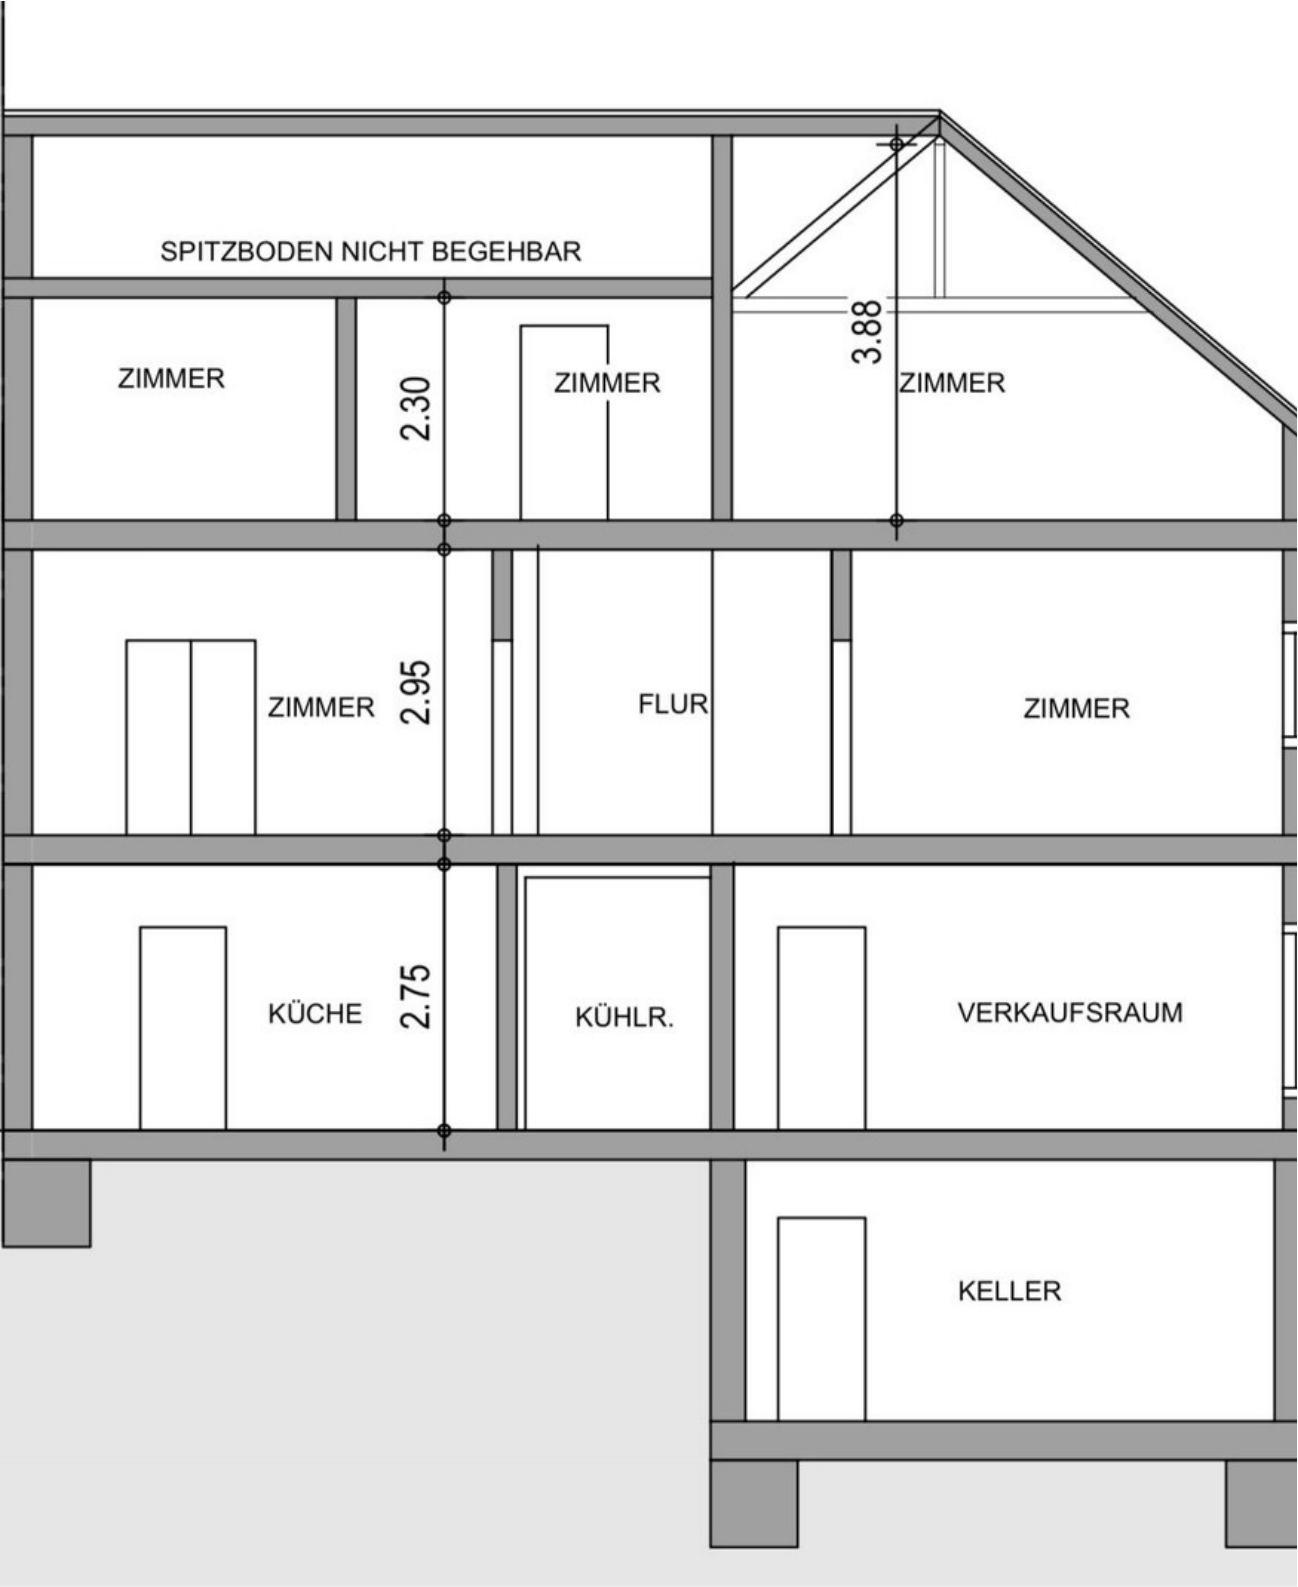 SPITZBODEN NICHT BEGEHBAR
3.88
ZIMMER
2.30
ZIMMER
ZIMMER
ZIMMER
2.95
FLUR
ZIMMER
KÜCHE
2.75
KÜHLR.
VERKAUFSRAUM
KELLER